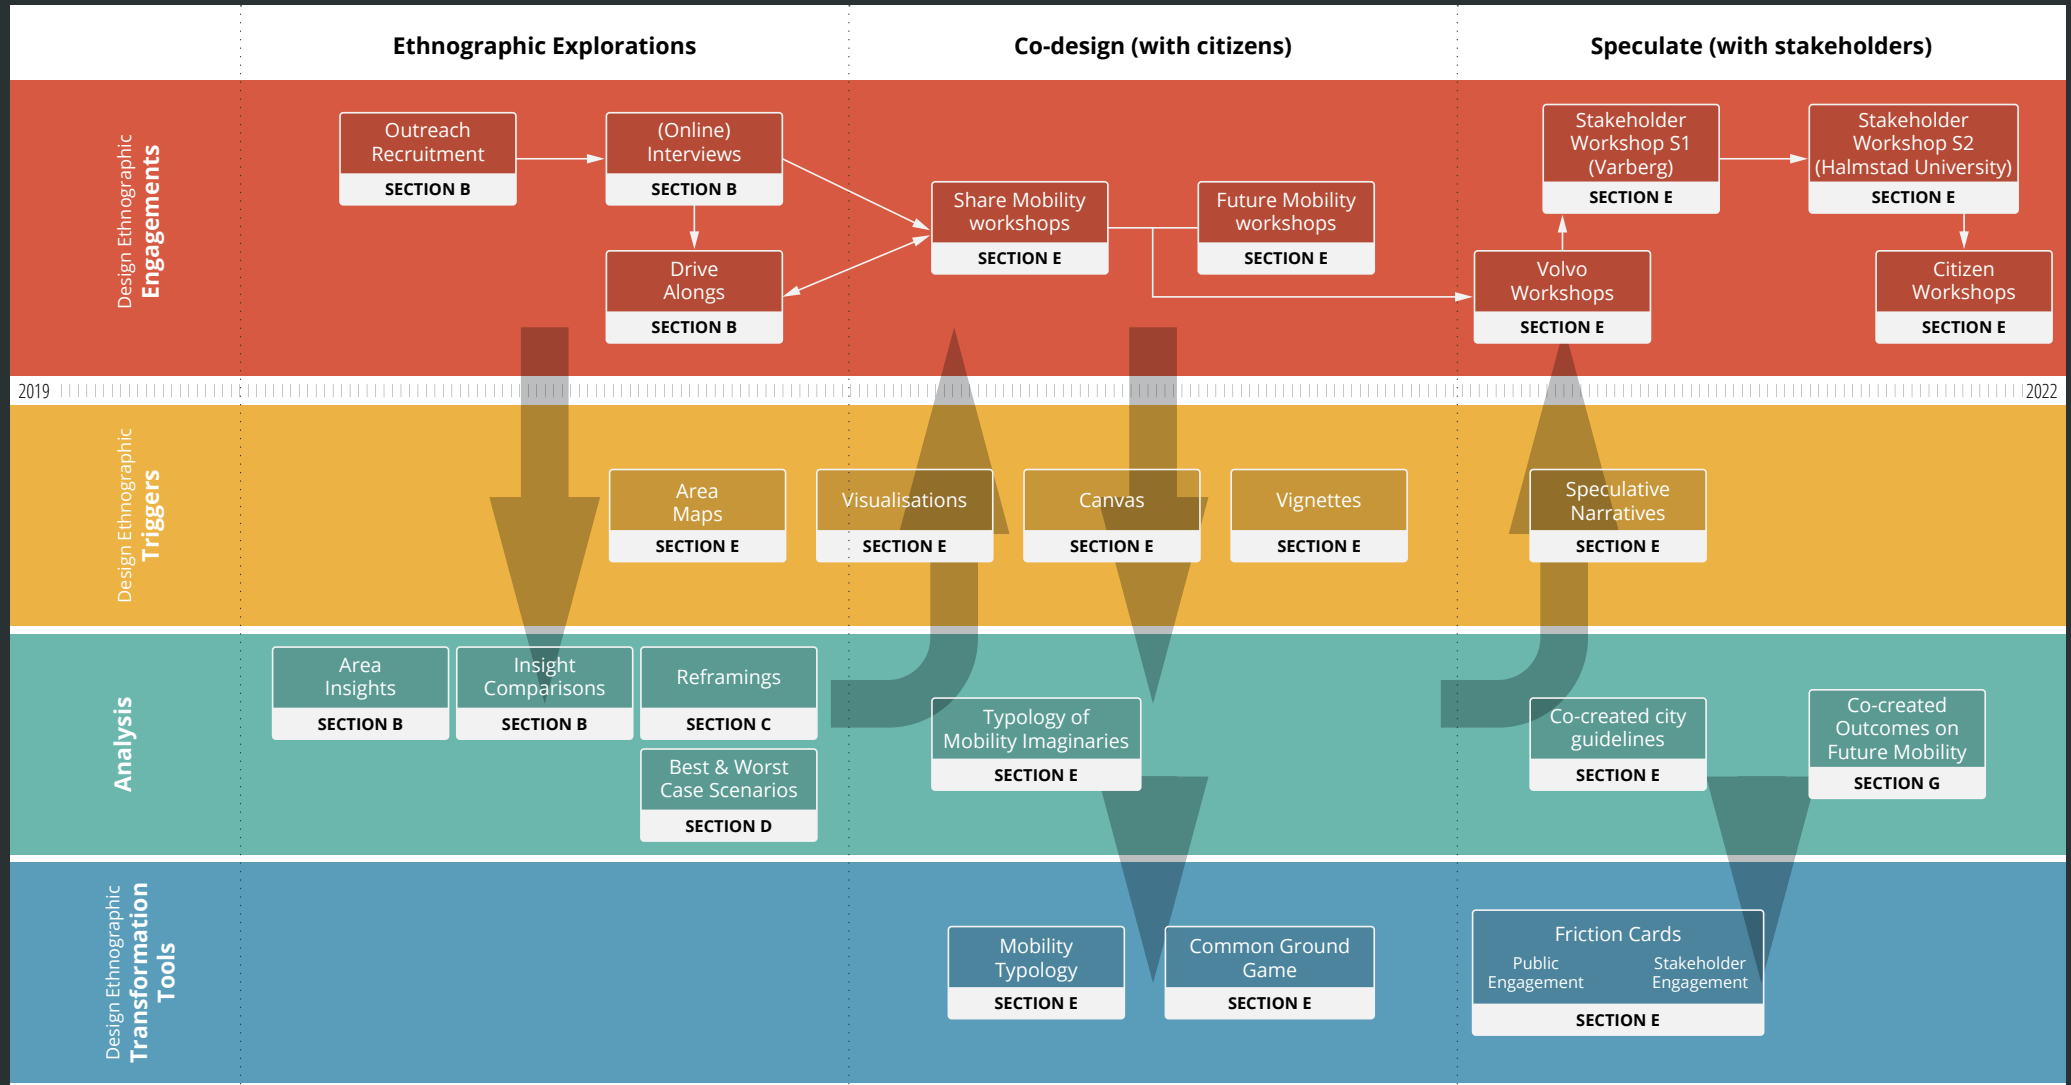 Ethnographic Explorations
Co-design (with citizens)
Speculate (with stakeholders)
Design Ethnographic
Engagements
Outreach
Recruitment
SECTION B
(Online)
Interviews
SECTION B
Drive
Alongs
SECTION B
Share Mobility
workshops
SECTION E
Future Mobility
workshops
SECTION E
Stakeholder
Workshop S1
(Varberg)
SECTION E
Stakeholder
Workshop S2
(Halmstad University)
SECTION E
Volvo
Workshops
SECTION E
Citizen
Workshops
SECTION E
2019
2022
Design Ethnographic
Triggers
Area
Maps
SECTION E
Visualisations
SECTION E
Canvas
SECTION E
Vignettes
SECTION E
Speculative
Narratives
SECTION E
Analysis
Area
Insights
SECTION B
Insight
Comparisons
SECTION B
Reframings
SECTION C
Best & Worst
Case Scenarios
SECTION D
Typology of
Mobility Imaginaries
SECTION E
Co-created city
guidelines
SECTION E
Co-created
Outcomes on
Future Mobility
SECTION G
Design Ethnographic
Transformation
Tools
Mobility
Typology
SECTION E
Common Ground
Game
SECTION E
Friction Cards
Public
Engagement
Stakeholder
Engagement
SECTION E